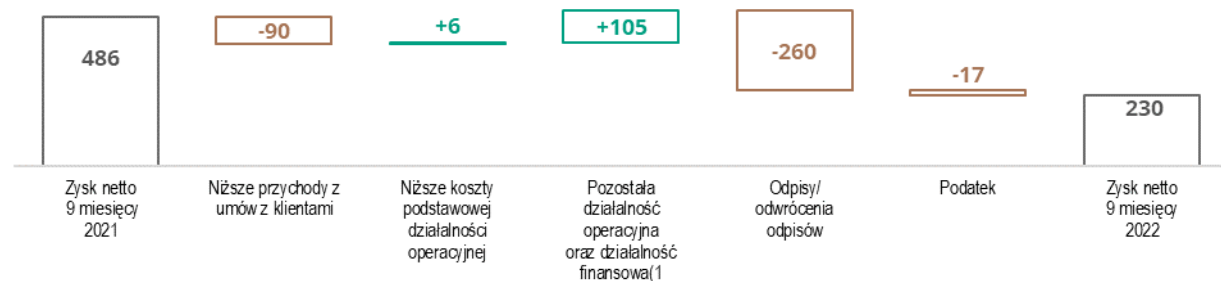 486
-90
+6
+105
-260
-17
230
Zysk netto
9 miesięcy
2021
Niższe przychody z
umów z klientami
Niższe koszty
podstawowej
działalności
operacyjnej
Pozostała
działalność
operacyjna
oraz działalność
finansowa(1
Odpisy/
odwrócenia
odpisów
Podatek
Zysk netto
9 miesięcy
2022